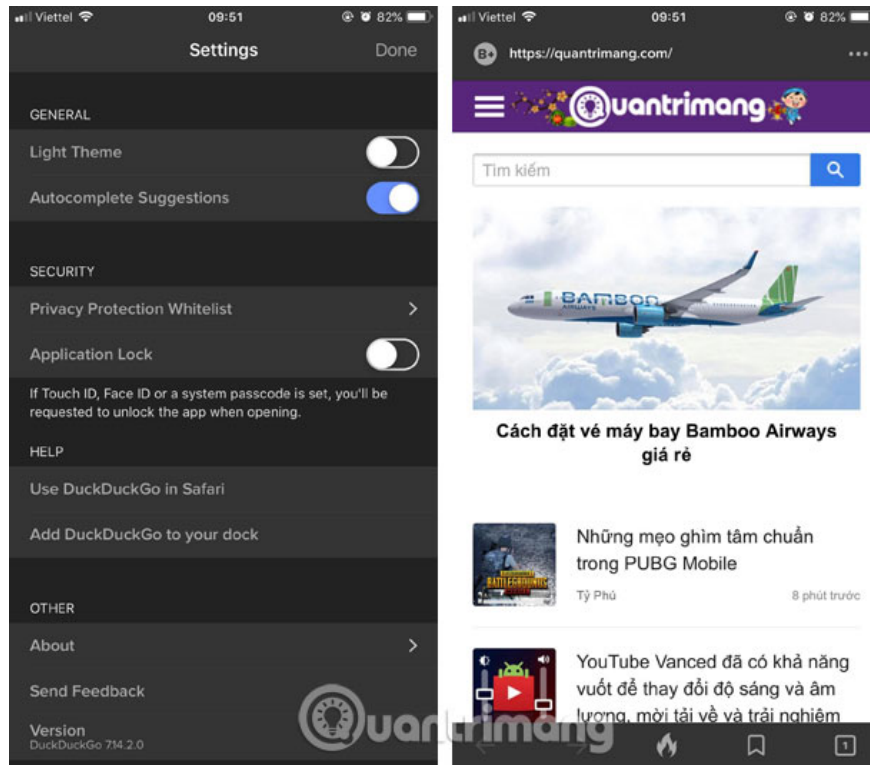 Viettel 09:51 82%
Settings Done
GENERAL
Light Theme
Autocomplete Suggestions
SECURITY
Privacy Protection Whitelist
Application Lock
If Touch ID, Face ID or a system passcode is set, you'll be
requested to unlock the app when opening.
HELP
Use DuckDuckGo in Safari
Add DuckDuckGo to your dock
OTHER
About
Send Feedback
Version
DuckDuckGo 7.14.2.0
Viettel 09:51 82%
B+ https://quantrimang.com/
Quantrimang
Tìm kiếm
BAMBOO
AIRWAYS
Cách đặt vé máy bay Bamboo Airways
giá rẻ
Những mẹo ghìm tâm chuẩn
trong PUBG Mobile
Tỷ Phú 8 phút trước
BATTLEGROUNDS
YouTube Vanced đã có khả năng
vuốt để thay đổi độ sáng và âm
lượng, mời tải về và trải nghiệm
1
Quantrimang